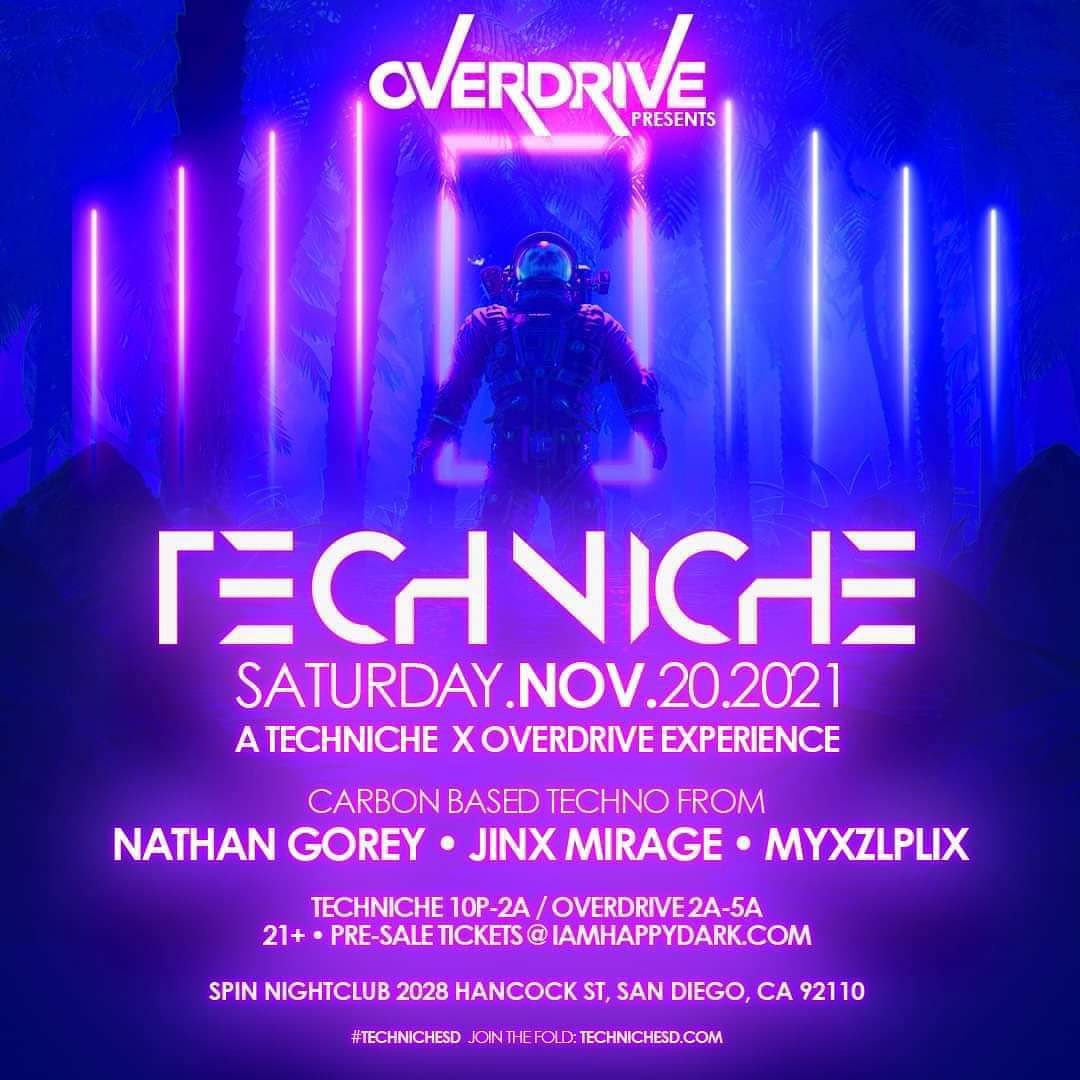 OVERDRIVE
PRESENTS
TECHNICHE
SATURDAY.NOV.20.2021
A TECHNICHE X OVERDRIVE EXPERIENCE
CARBON BASED TECHNO FROM
NATHAN GOREY • JINX MIRAGE • MYXZLPLIX
TECHNICHE 10P-2A / OVERDRIVE 2A-5A
21+ • PRE-SALE TICKETS @ IAMHAPPYDARK.COM
SPIN NIGHTCLUB 2028 HANCOCK ST, SAN DIEGO, CA 92110
#TECHNICHESD JOIN THE FOLD: TECHNICHESD.COM